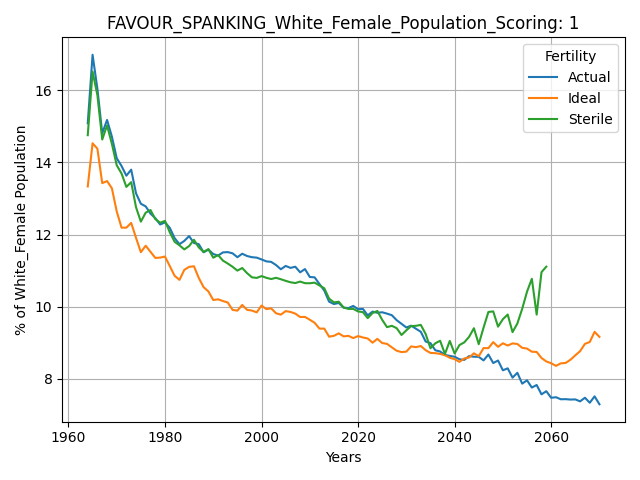 FAVOUR_SPANKING_White_Female_Population_Scoring: 1
Fertility
Actual
Ideal
Sterile
% of White_Female Population
16
14
12
10
8
1960
1980
2000
2020
2040
2060
Years